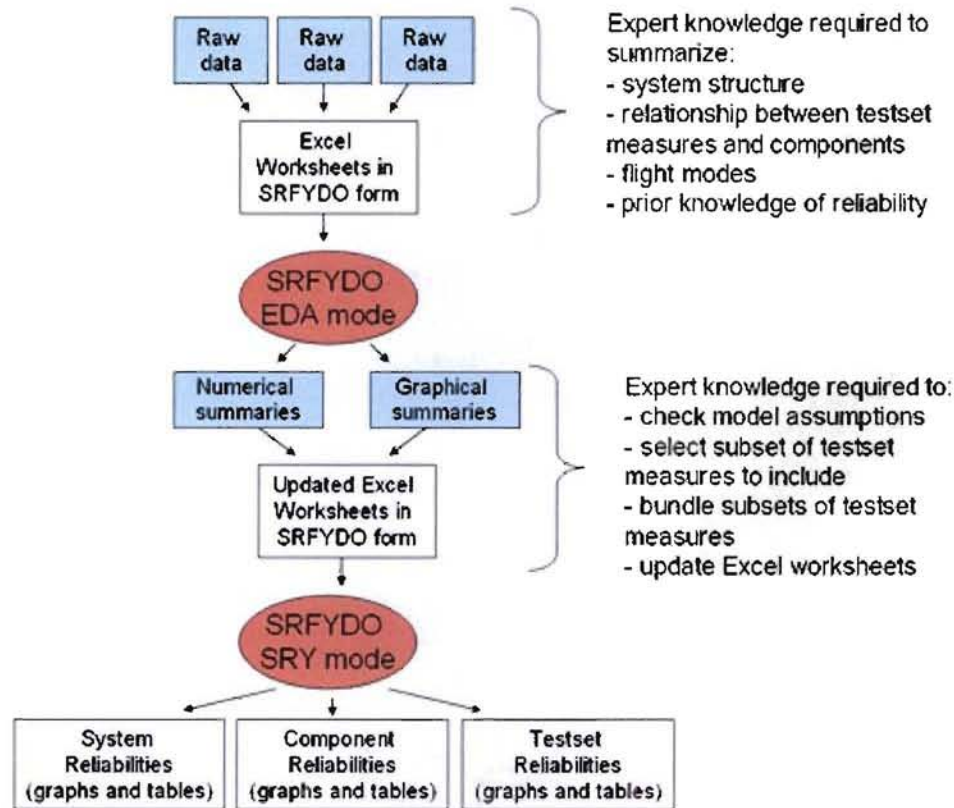 Raw
data
Raw
data
Raw
data
Expert knowledge required to
summarize:
- system structure
- relationship between testset
measures and components
- flight modes
- prior knowledge of reliability
Excel
Worksheets in
SRFYDO form
SRFYDO
EDA mode
Numerical
summaries
Graphical
summaries
Expert knowledge required to:
- check model assumptions
- select subset of testset
measures to include
- bundle subsets of testset
measures
- update Excel worksheets
Updated Excel
Worksheets in
SRFYDO form
SRFYDO
SRY mode
System
Reliabilities
(graphs and tables)
Component
Reliabilities
(graphs and tables)
Testset
Reliabilities
(graphs and tables)